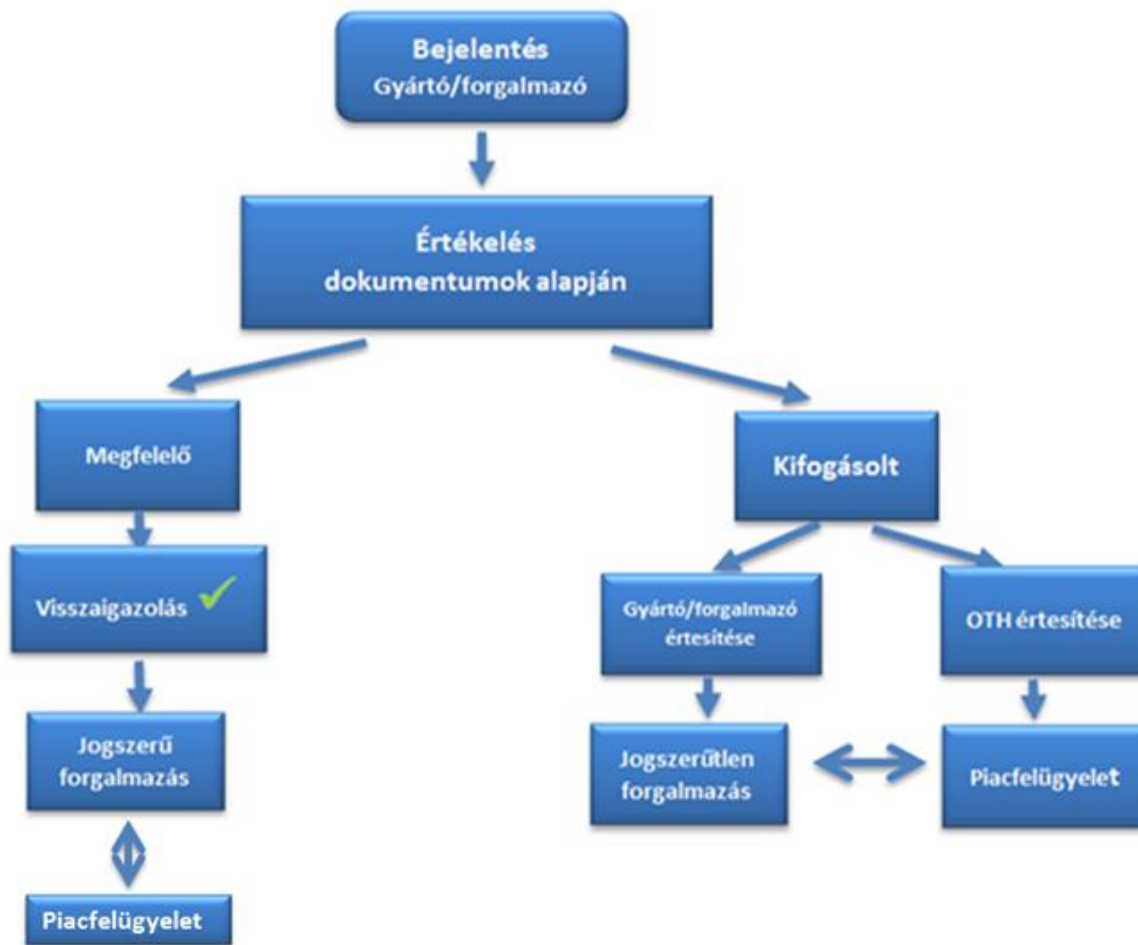 Bejelentés
Gyártó/forgalmazó
Értékelés
dokumentumok alapján
Megfelelő
Kifogásolt
Visszaigazolás
Gyártó/forgalmazó
értesítése
OTH értesítése
Jogszerű
forgalmazás
Jogszerűtlen
forgalmazás
Piacfelügyelet
Piacfelügyelet